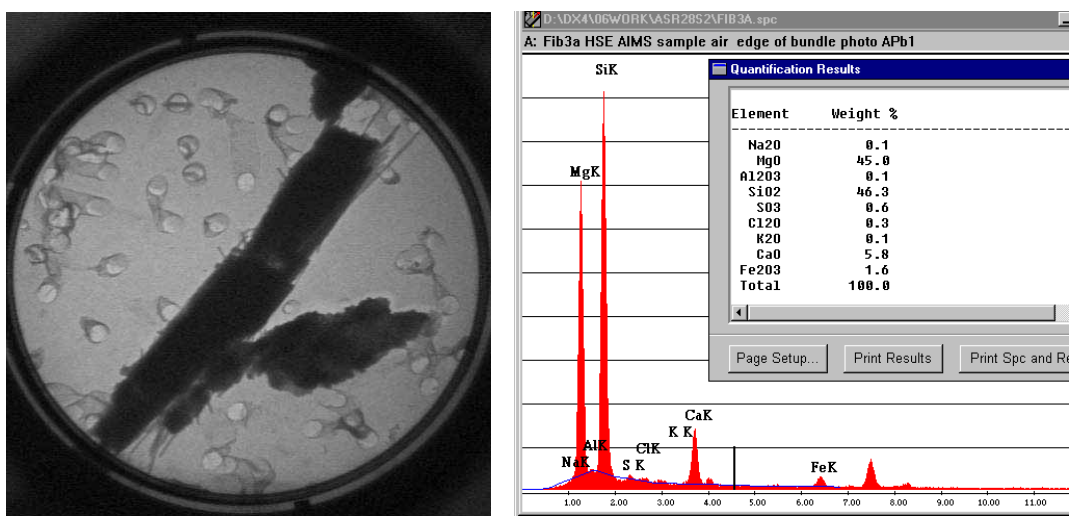 D:\DX4\06WORK\ASR28S2\FIB3A.spc
A: Fib3a HSE AIMS sample air edge of bundle photo APb1
SiK
MgK
AlK
NaK
S K
ClK
K K
CaK
FeK
1.00 2.00 3.00 4.00 5.00 6.00 7.00 8.00 9.00 10.00 11.00
Quantification Results
Element Weight %
Na2O 0.1
MgO 45.0
Al2O3 0.1
SiO2 46.3
SO3 0.6
Cl2O 0.3
K2O 0.1
CaO 5.8
Fe2O3 1.6
Total 100.0
Page Setup... Print Results Print Spc and Re